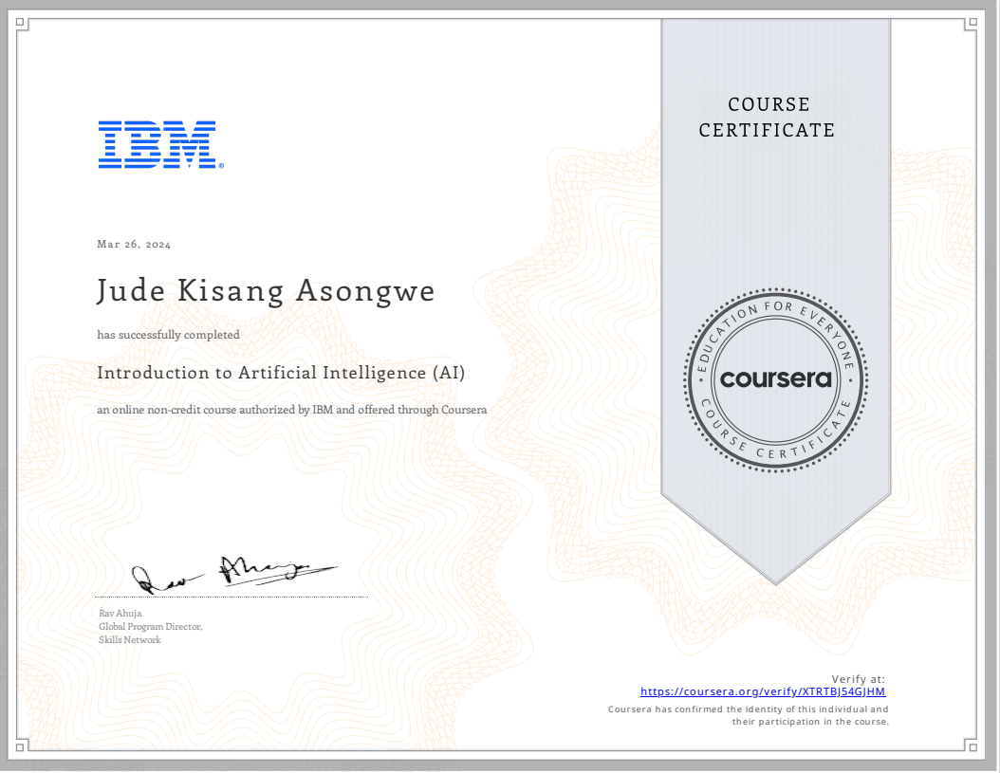 COURSE
CERTIFICATE
IBM®
Mar 26, 2024
Jude Kisang Asongwe
has successfully completed
Introduction to Artificial Intelligence (AI)
an online non-credit course authorized by IBM and offered through Coursera
EDUCATION FOR EVERYONE
coursera
COURSE CERTIFICATE
Rav Ahuja
Rav Ahuja
Global Program Director,
Skills Network
Verify at:
https://coursera.org/verify/XTRTBJ54GJHM
Coursera has confirmed the identity of this individual and
their participation in the course.